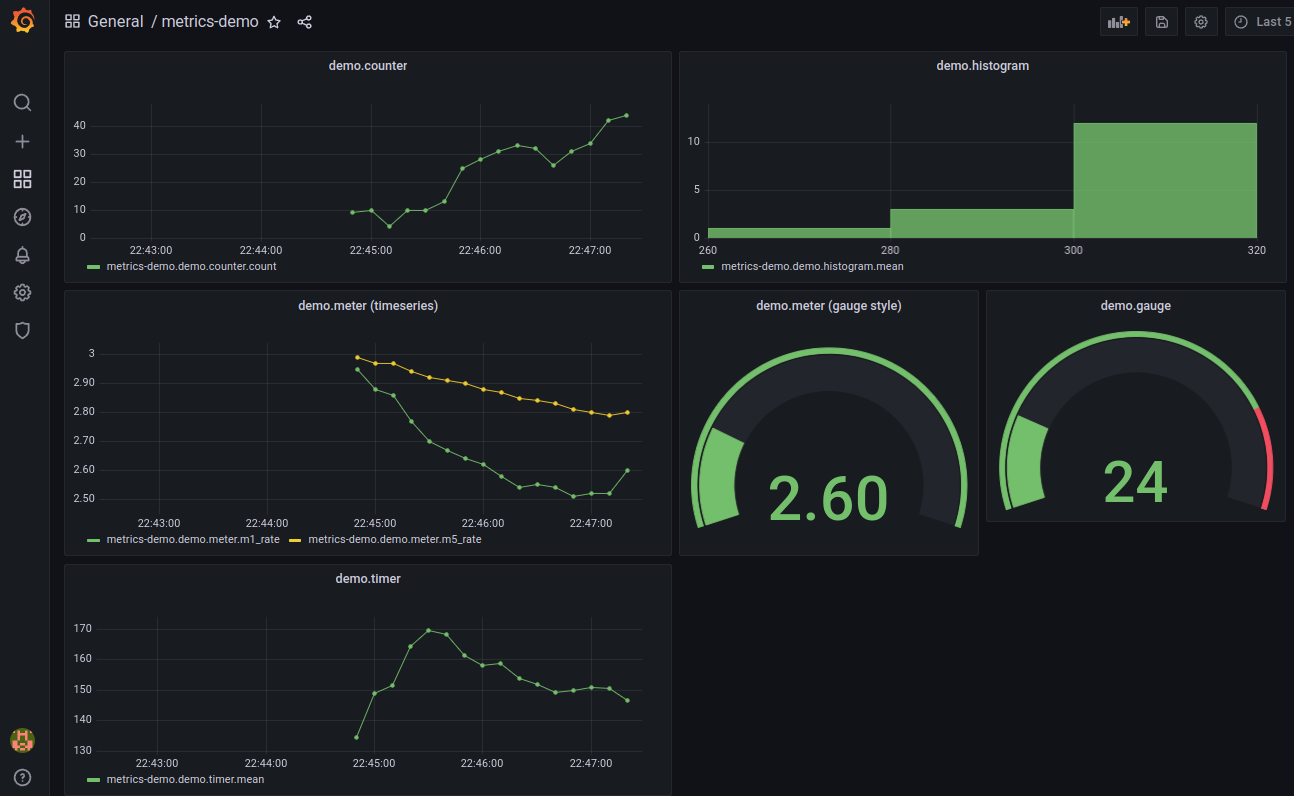 General / metrics-demo
Last 5
demo.counter
40
30
20
10
0
22:43:00 22:44:00 22:45:00 22:46:00 22:47:00
metrics-demo.demo.counter.count
demo.histogram
10
5
0
260 280 300 320
metrics-demo.demo.histogram.mean
demo.meter (timeseries)
3
2.90
2.80
2.70
2.60
2.50
22:43:00 22:44:00 22:45:00 22:46:00 22:47:00
metrics-demo.demo.meter.m1_rate metrics-demo.demo.meter.m5_rate
demo.meter (gauge style)
2.60
demo.gauge
24
demo.timer
170
160
150
140
130
22:43:00 22:44:00 22:45:00 22:46:00 22:47:00
metrics-demo.demo.timer.mean